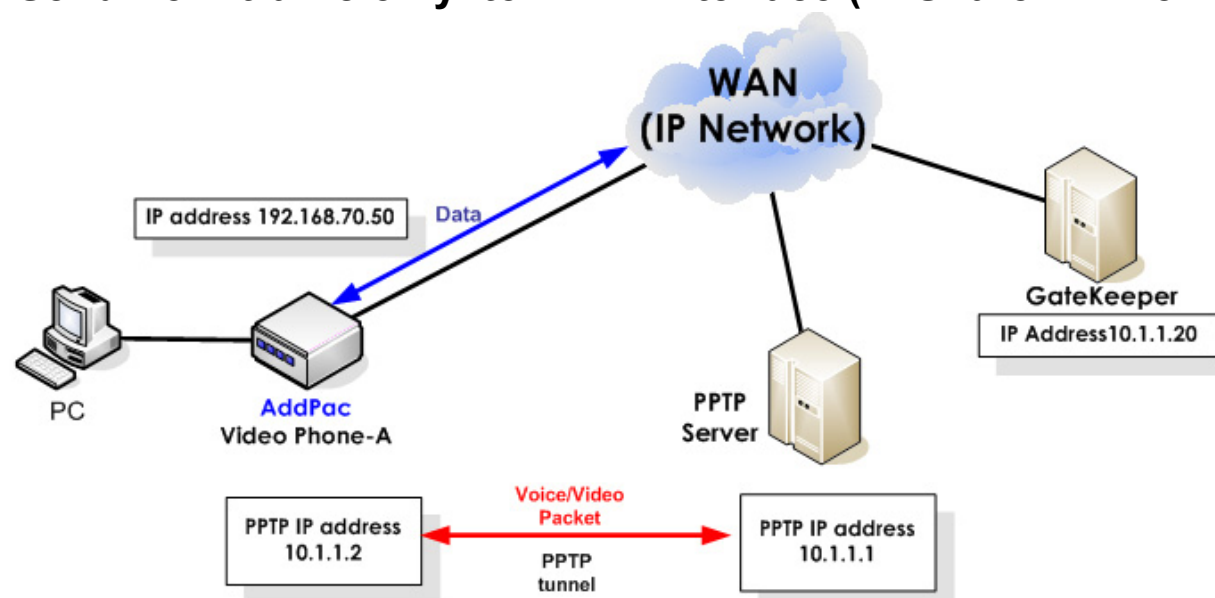 WAN
(IP Network)
IP address 192.168.70.50
Data
GateKeeper
IP Address10.1.1.20
PC
AddPac
Video Phone-A
PPTP
Server
PPTP IP address
10.1.1.2
Voice/Video
Packet
PPTP
tunnel
PPTP IP address
10.1.1.1